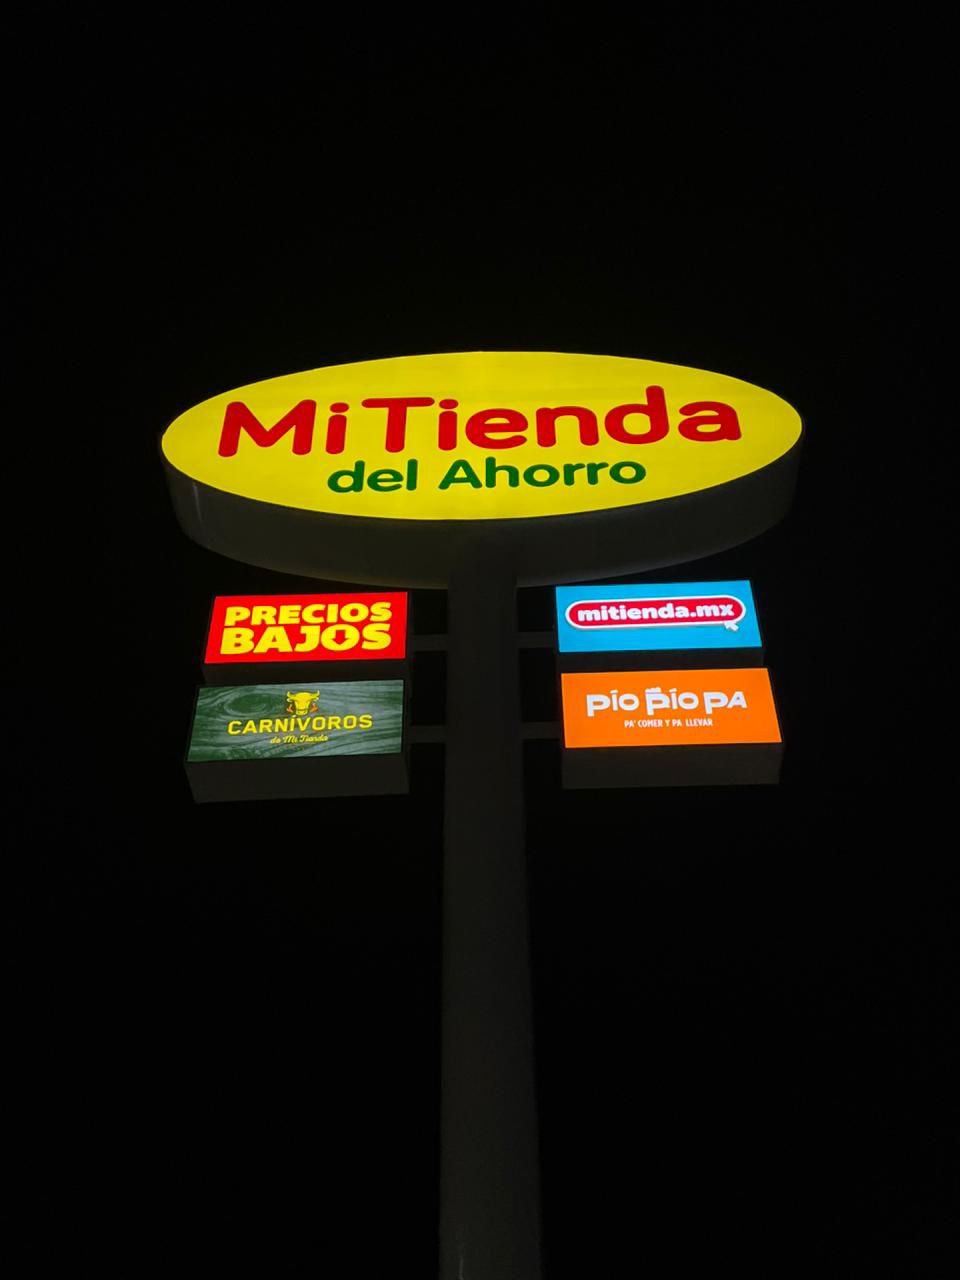 MiTienda
del Ahorro
PRECIOS
BAJOS
mitienda.mx
CARNÍVOROS
de Mi Tienda
PÍO PÍO PA
PA' COMER Y PA LLEVAR